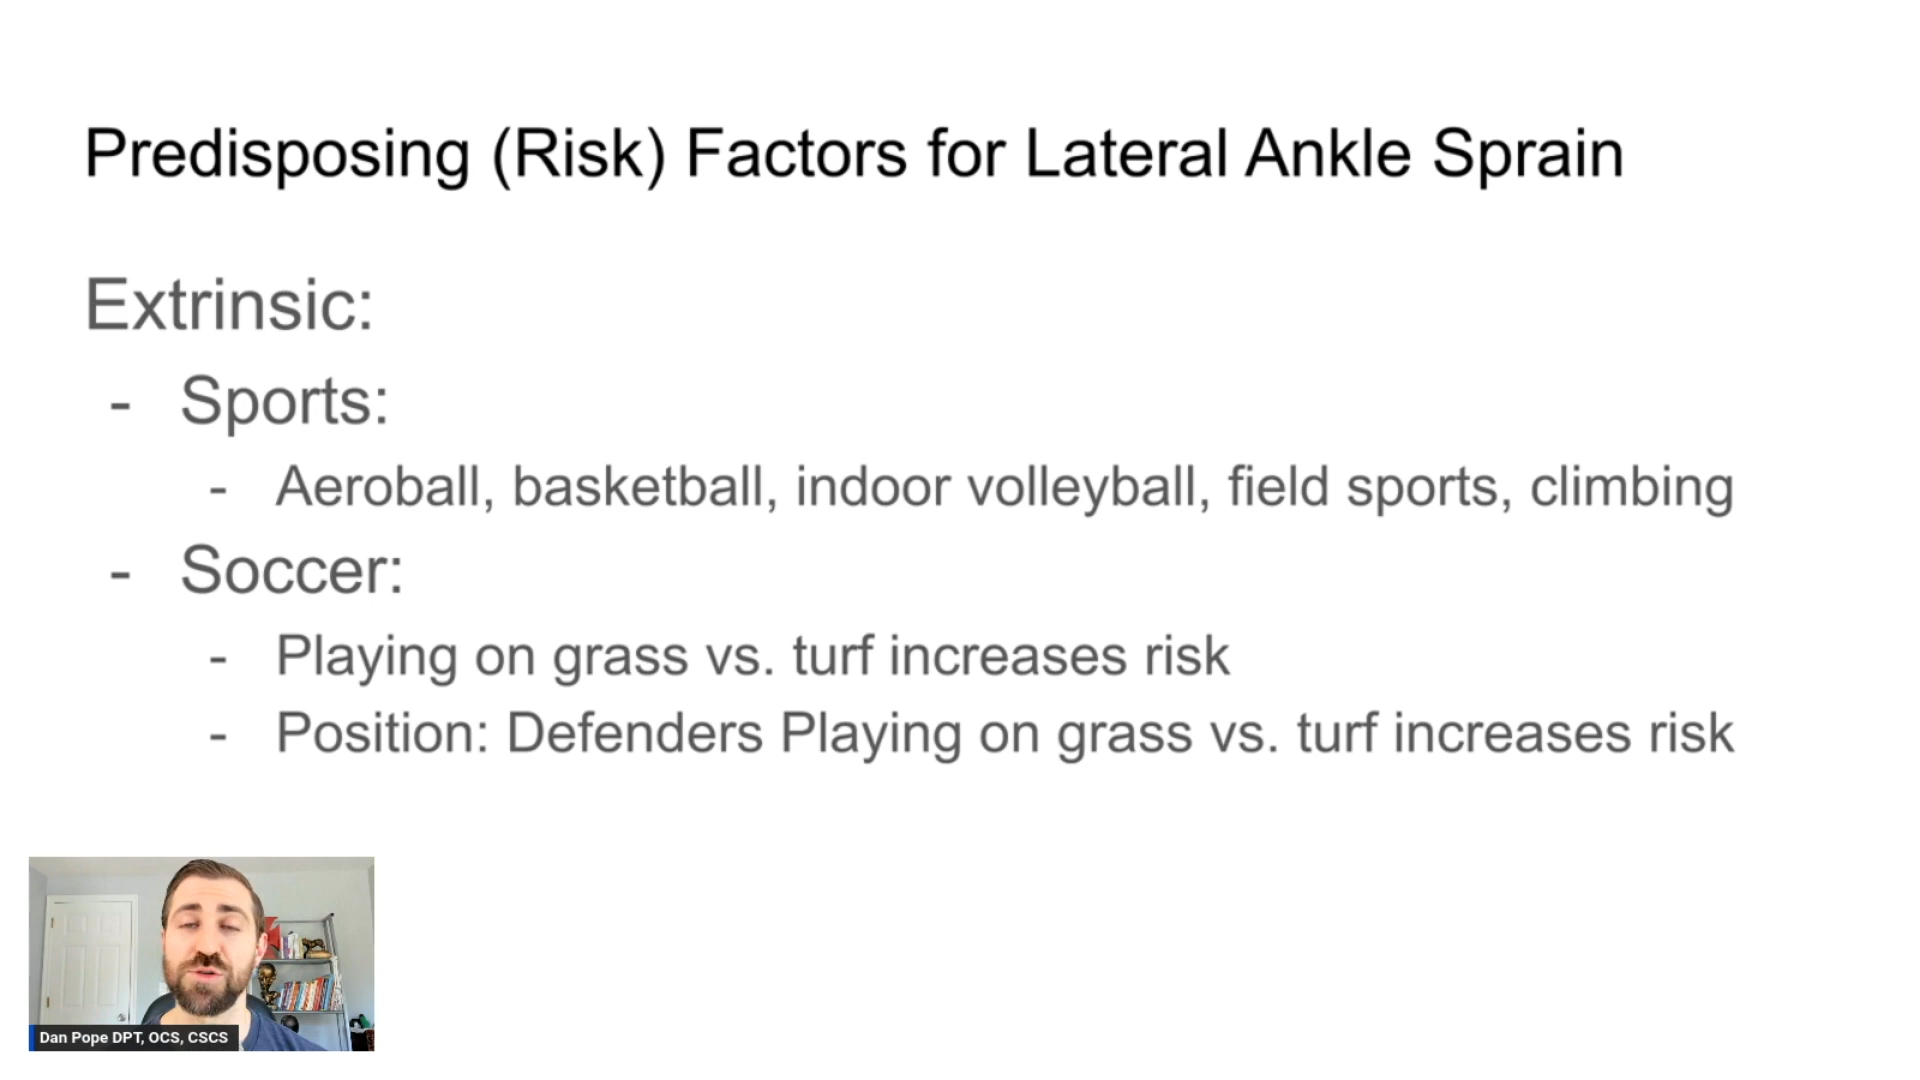 Predisposing (Risk) Factors for Lateral Ankle Sprain
Extrinsic:
- Sports:
- Aeroball, basketball, indoor volleyball, field sports, climbing
- Soccer:
- Playing on grass vs. turf increases risk
- Position: Defenders Playing on grass vs. turf increases risk
Dan Pope DPT, OCS, CSCS